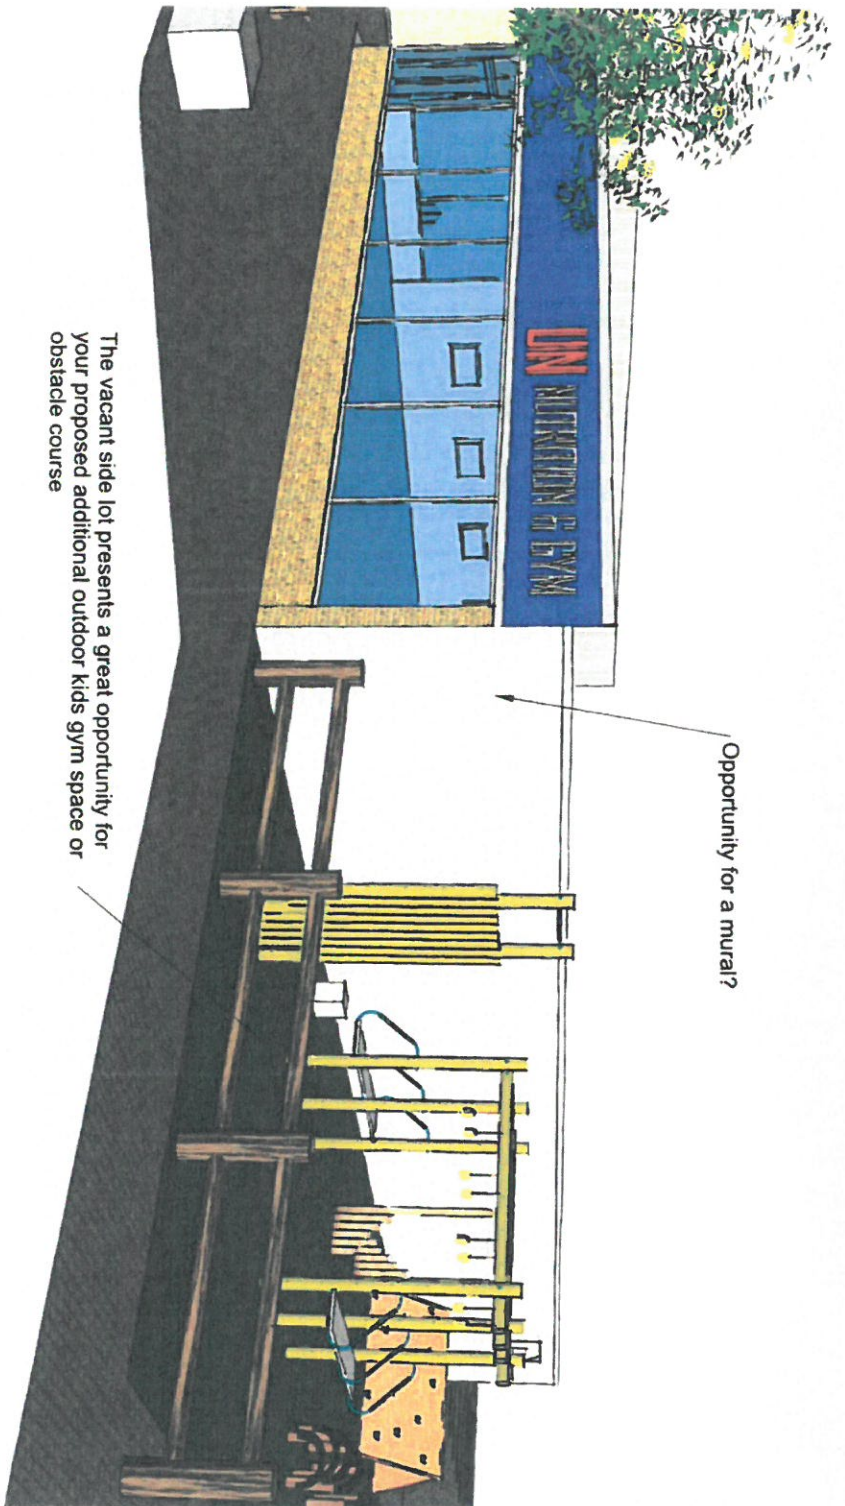 Opportunity for a mural?
UN NUTRITION & GYM
The vacant side lot presents a great opportunity for
your proposed additional outdoor kids gym space or
obstacle course